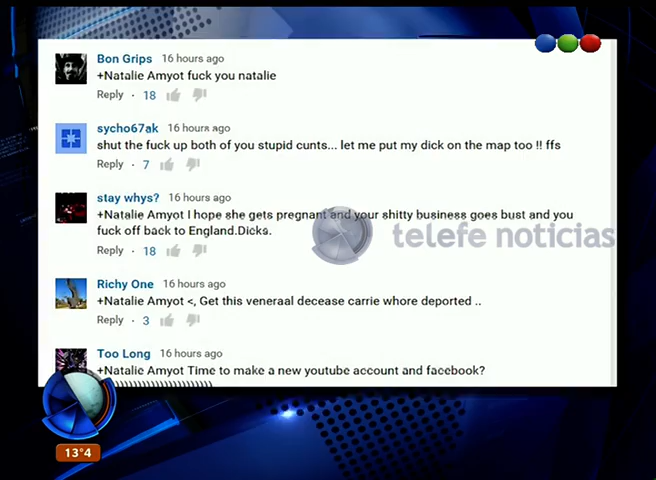 Bon Grips 16 hours ago
+Natalie Amyot fuck you natalie
Reply · 18
sycho67ak 16 hours ago
shut the fuck up both of you stupid cunts... let me put my dick on the map too !! ffs
Reply · 7
stay whys? 16 hours ago
+Natalie Amyot I hope she gets pregnant and your shitty business goes bust and you
fuck off back to England.Dicks.
telefe noticias
Reply · 18
Richy One 16 hours ago
+Natalie Amyot <, Get this veneraal decease carrie whore deported ..
Reply · 3
Too Long 16 hours ago
+Natalie Amyot Time to make a new youtube account and facebook?
13°4